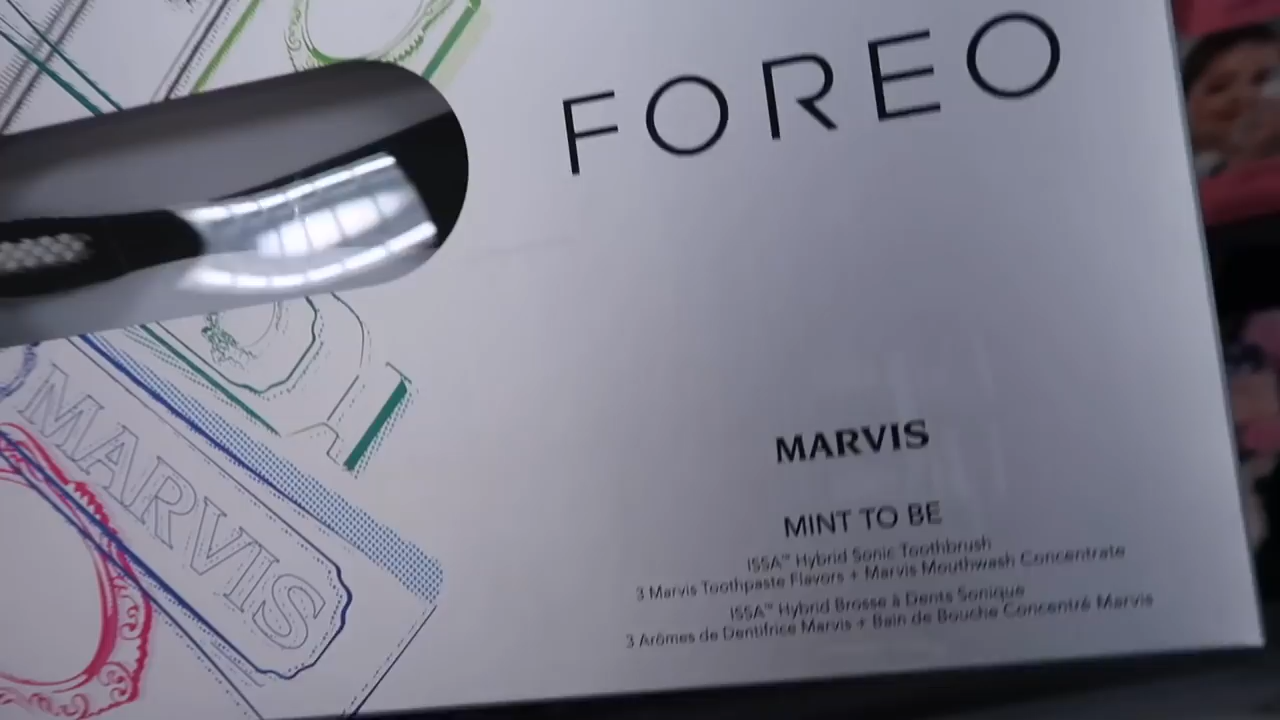 FOREO
MARVIS
MINT TO BE
ISSA™ Hybrid Sonic Toothbrush
3 Marvis Toothpaste Flavors + Marvis Mouthwash Concentrate
ISSA™ Hybrid Brosse à Dents Sonique
3 Arômes de Dentifrice Marvis + Bain de Bouche Concentré Marvis
MARVIS